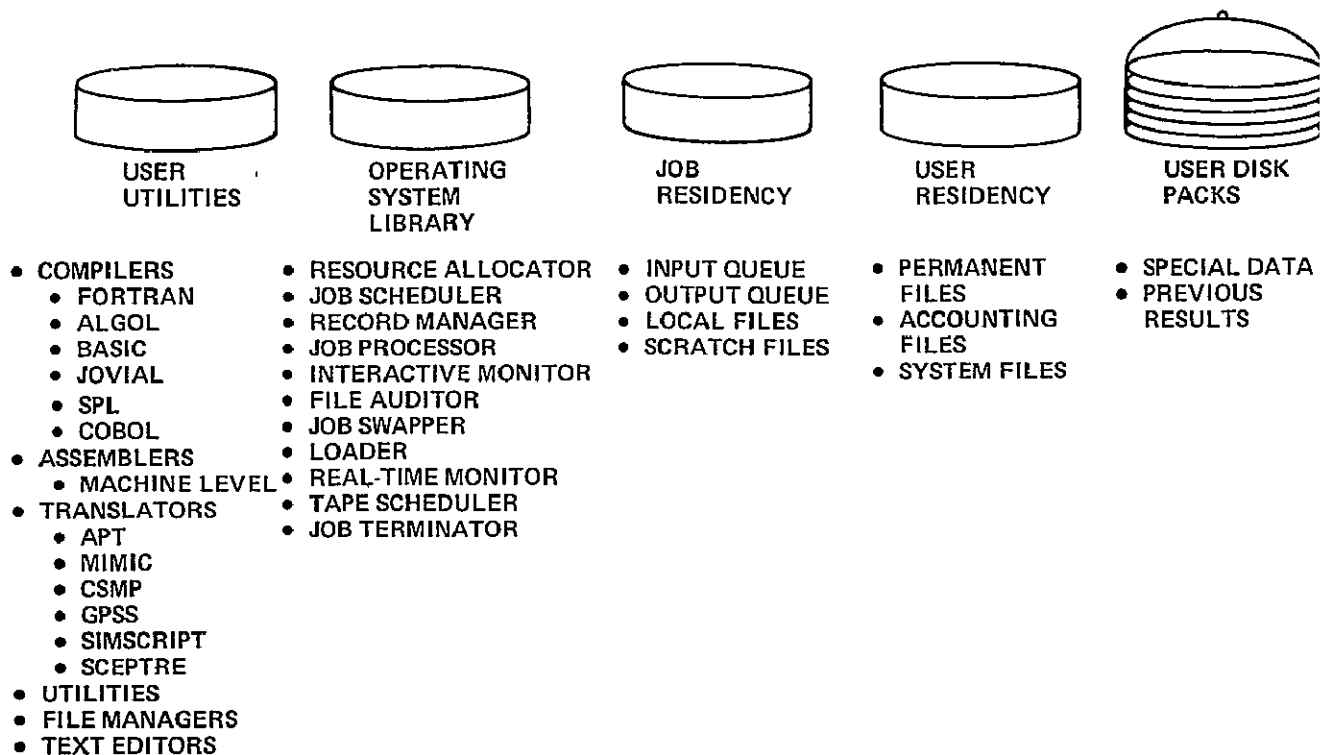 USER
UTILITIES
OPERATING
SYSTEM
LIBRARY
JOB
RESIDENCY
USER
RESIDENCY
USER DISK
PACKS
• COMPILERS
• FORTRAN
• ALGOL
• BASIC
• JOVIAL
• SPL
• COBOL
• ASSEMBLERS
• MACHINE LEVEL
• TRANSLATORS
• APT
• MIMIC
• CSMP
• GPSS
• SIMSCRIPT
• SCEPTRE
• UTILITIES
• FILE MANAGERS
• TEXT EDITORS
• RESOURCE ALLOCATOR
• JOB SCHEDULER
• RECORD MANAGER
• JOB PROCESSOR
• INTERACTIVE MONITOR
• FILE AUDITOR
• JOB SWAPPER
• LOADER
• REAL-TIME MONITOR
• TAPE SCHEDULER
• JOB TERMINATOR
• INPUT QUEUE
• OUTPUT QUEUE
• LOCAL FILES
• SCRATCH FILES
• PERMANENT
FILES
• ACCOUNTING
FILES
• SYSTEM FILES
• SPECIAL DATA
• PREVIOUS
RESULTS